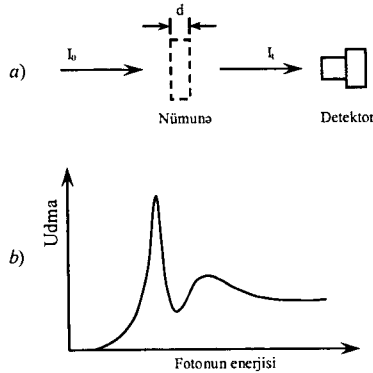 d
a)
I₀
Iₜ
Nümunə
Detektor
b)
Udma
Fotonun enerjisi